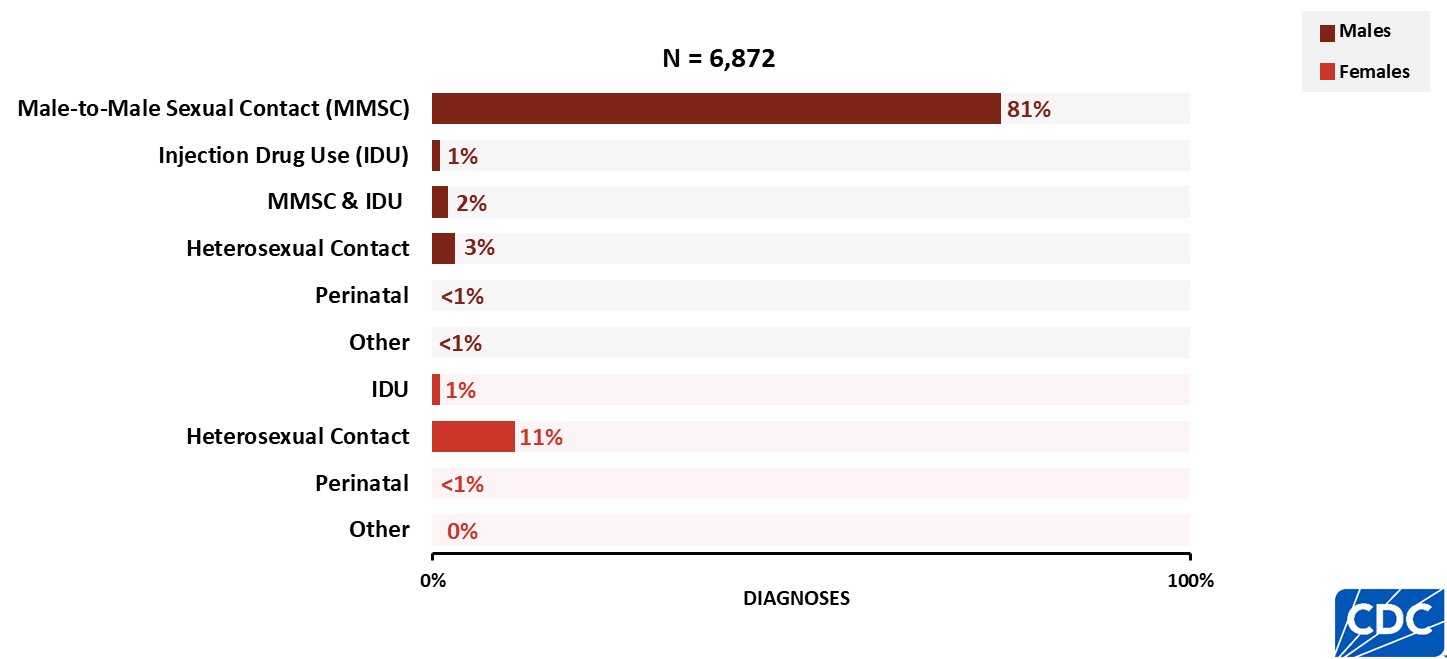 Males
N = 6,872
Females
Male-to-Male Sexual Contact (MMSC) 81%
Injection Drug Use (IDU) 1%
MMSC & IDU 2%
Heterosexual Contact 3%
Perinatal <1%
Other <1%
IDU 1%
Heterosexual Contact 11%
Perinatal <1%
Other 0%
0% 100%
DIAGNOSES
CDC